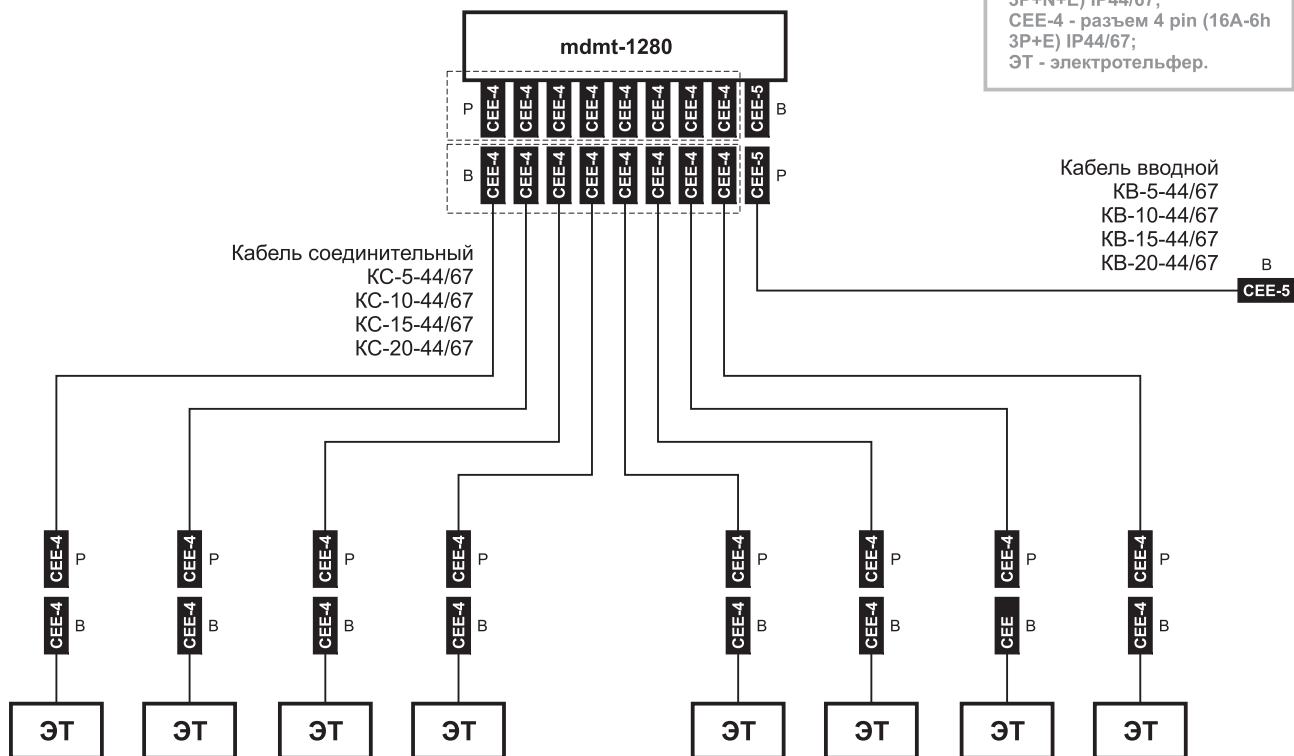 3P+N+E) IP44/67;
CEE-4 - разъем 4 pin (16A-6h
3P+E) IP44/67;
ЭТ - электротельфер.
mdmt-1280
Р CEE-4 CEE-4 CEE-4 CEE-4 CEE-4 CEE-4 CEE-4 CEE-4 CEE-5 В
В CEE-4 CEE-4 CEE-4 CEE-4 CEE-4 CEE-4 CEE-4 CEE-4 CEE-5 Р
Кабель вводной
КВ-5-44/67
КВ-10-44/67
КВ-15-44/67
КВ-20-44/67
В
CEE-5
Кабель соединительный
КС-5-44/67
КС-10-44/67
КС-15-44/67
КС-20-44/67
CEE-4 Р CEE-4 Р CEE-4 Р CEE-4 Р CEE-4 Р CEE-4 Р CEE-4 Р CEE-4 Р
CEE-4 В CEE-4 В CEE-4 В CEE-4 В CEE-4 В CEE-4 В CEE В CEE-4 В
ЭТ ЭТ ЭТ ЭТ ЭТ ЭТ ЭТ ЭТ